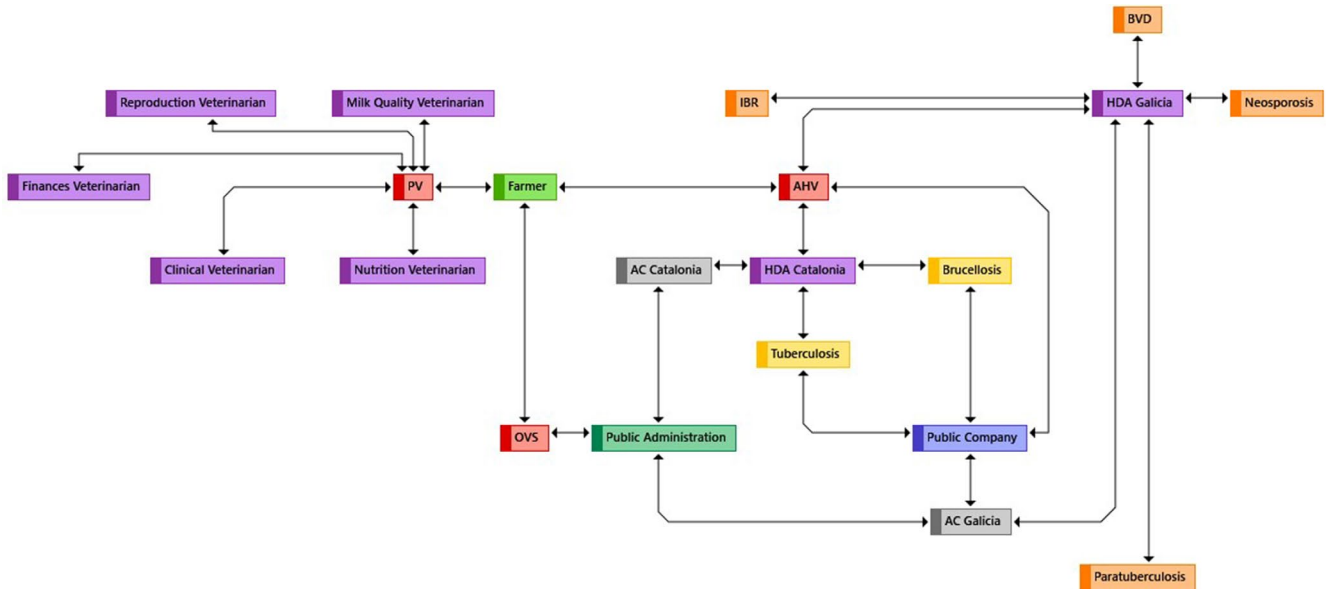 BVD
Reproduction Veterinarian
Milk Quality Veterinarian
IBR
HDA Galicia
Neosporosis
Finances Veterinarian
PV
Farmer
AHV
Clinical Veterinarian
Nutrition Veterinarian
AC Catalonia
HDA Catalonia
Brucellosis
Tuberculosis
OVS
Public Administration
Public Company
AC Galicia
Paratuberculosis